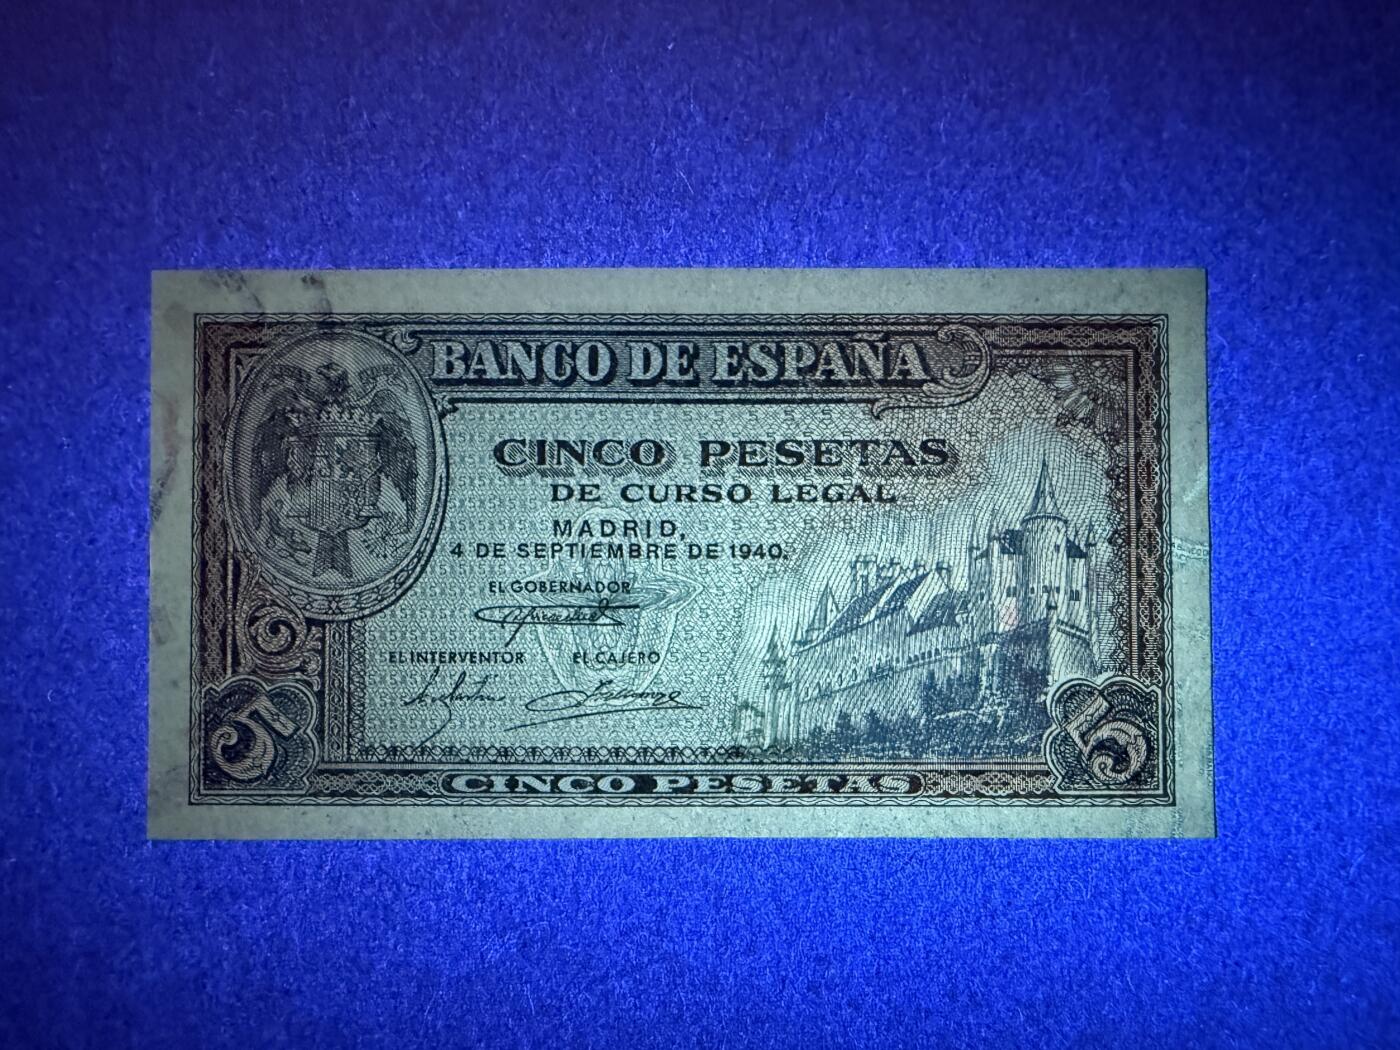 BANCO DE ESPAÑA
CINCO PESETAS
DE CURSO LEGAL
MADRID,
4 DE SEPTIEMBRE DE 1940.
EL GOBERNADOR
EL INTERVENTOR EL CAJERO
5 5
CINCO PESETAS